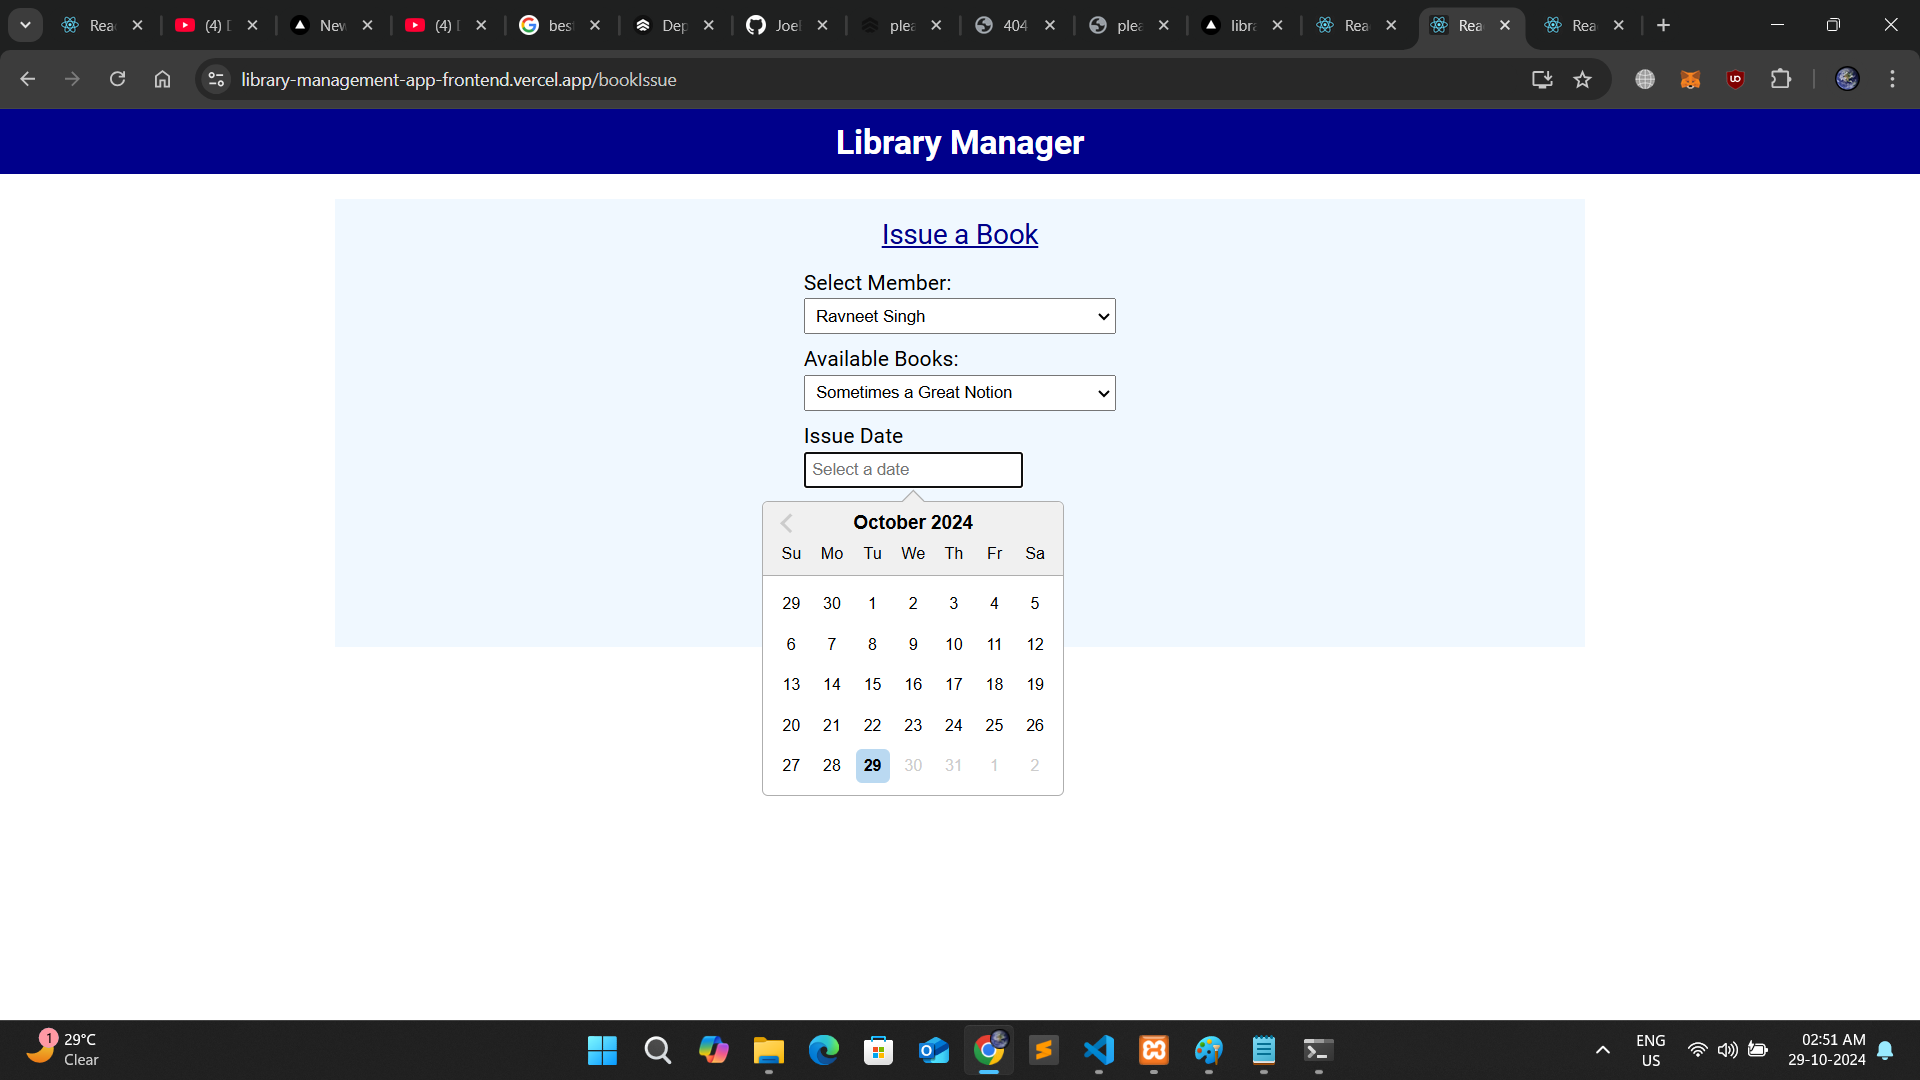 Rea
(4) D
New
(4) D
bes
Dep
Joel
plea
404
plea
libra
Rea
Rea
Rea
library-management-app-frontend.vercel.app/bookIssue
Library Manager
Issue a Book
Select Member:
Ravneet Singh
Available Books:
Sometimes a Great Notion
Issue Date
Select a date
October 2024
Su Mo Tu We Th Fr Sa
29 30 1 2 3 4 5
6 7 8 9 10 11 12
13 14 15 16 17 18 19
20 21 22 23 24 25 26
27 28 29 30 31 1 2
1
29°C
Clear
ENG
US
02:51 AM
29-10-2024